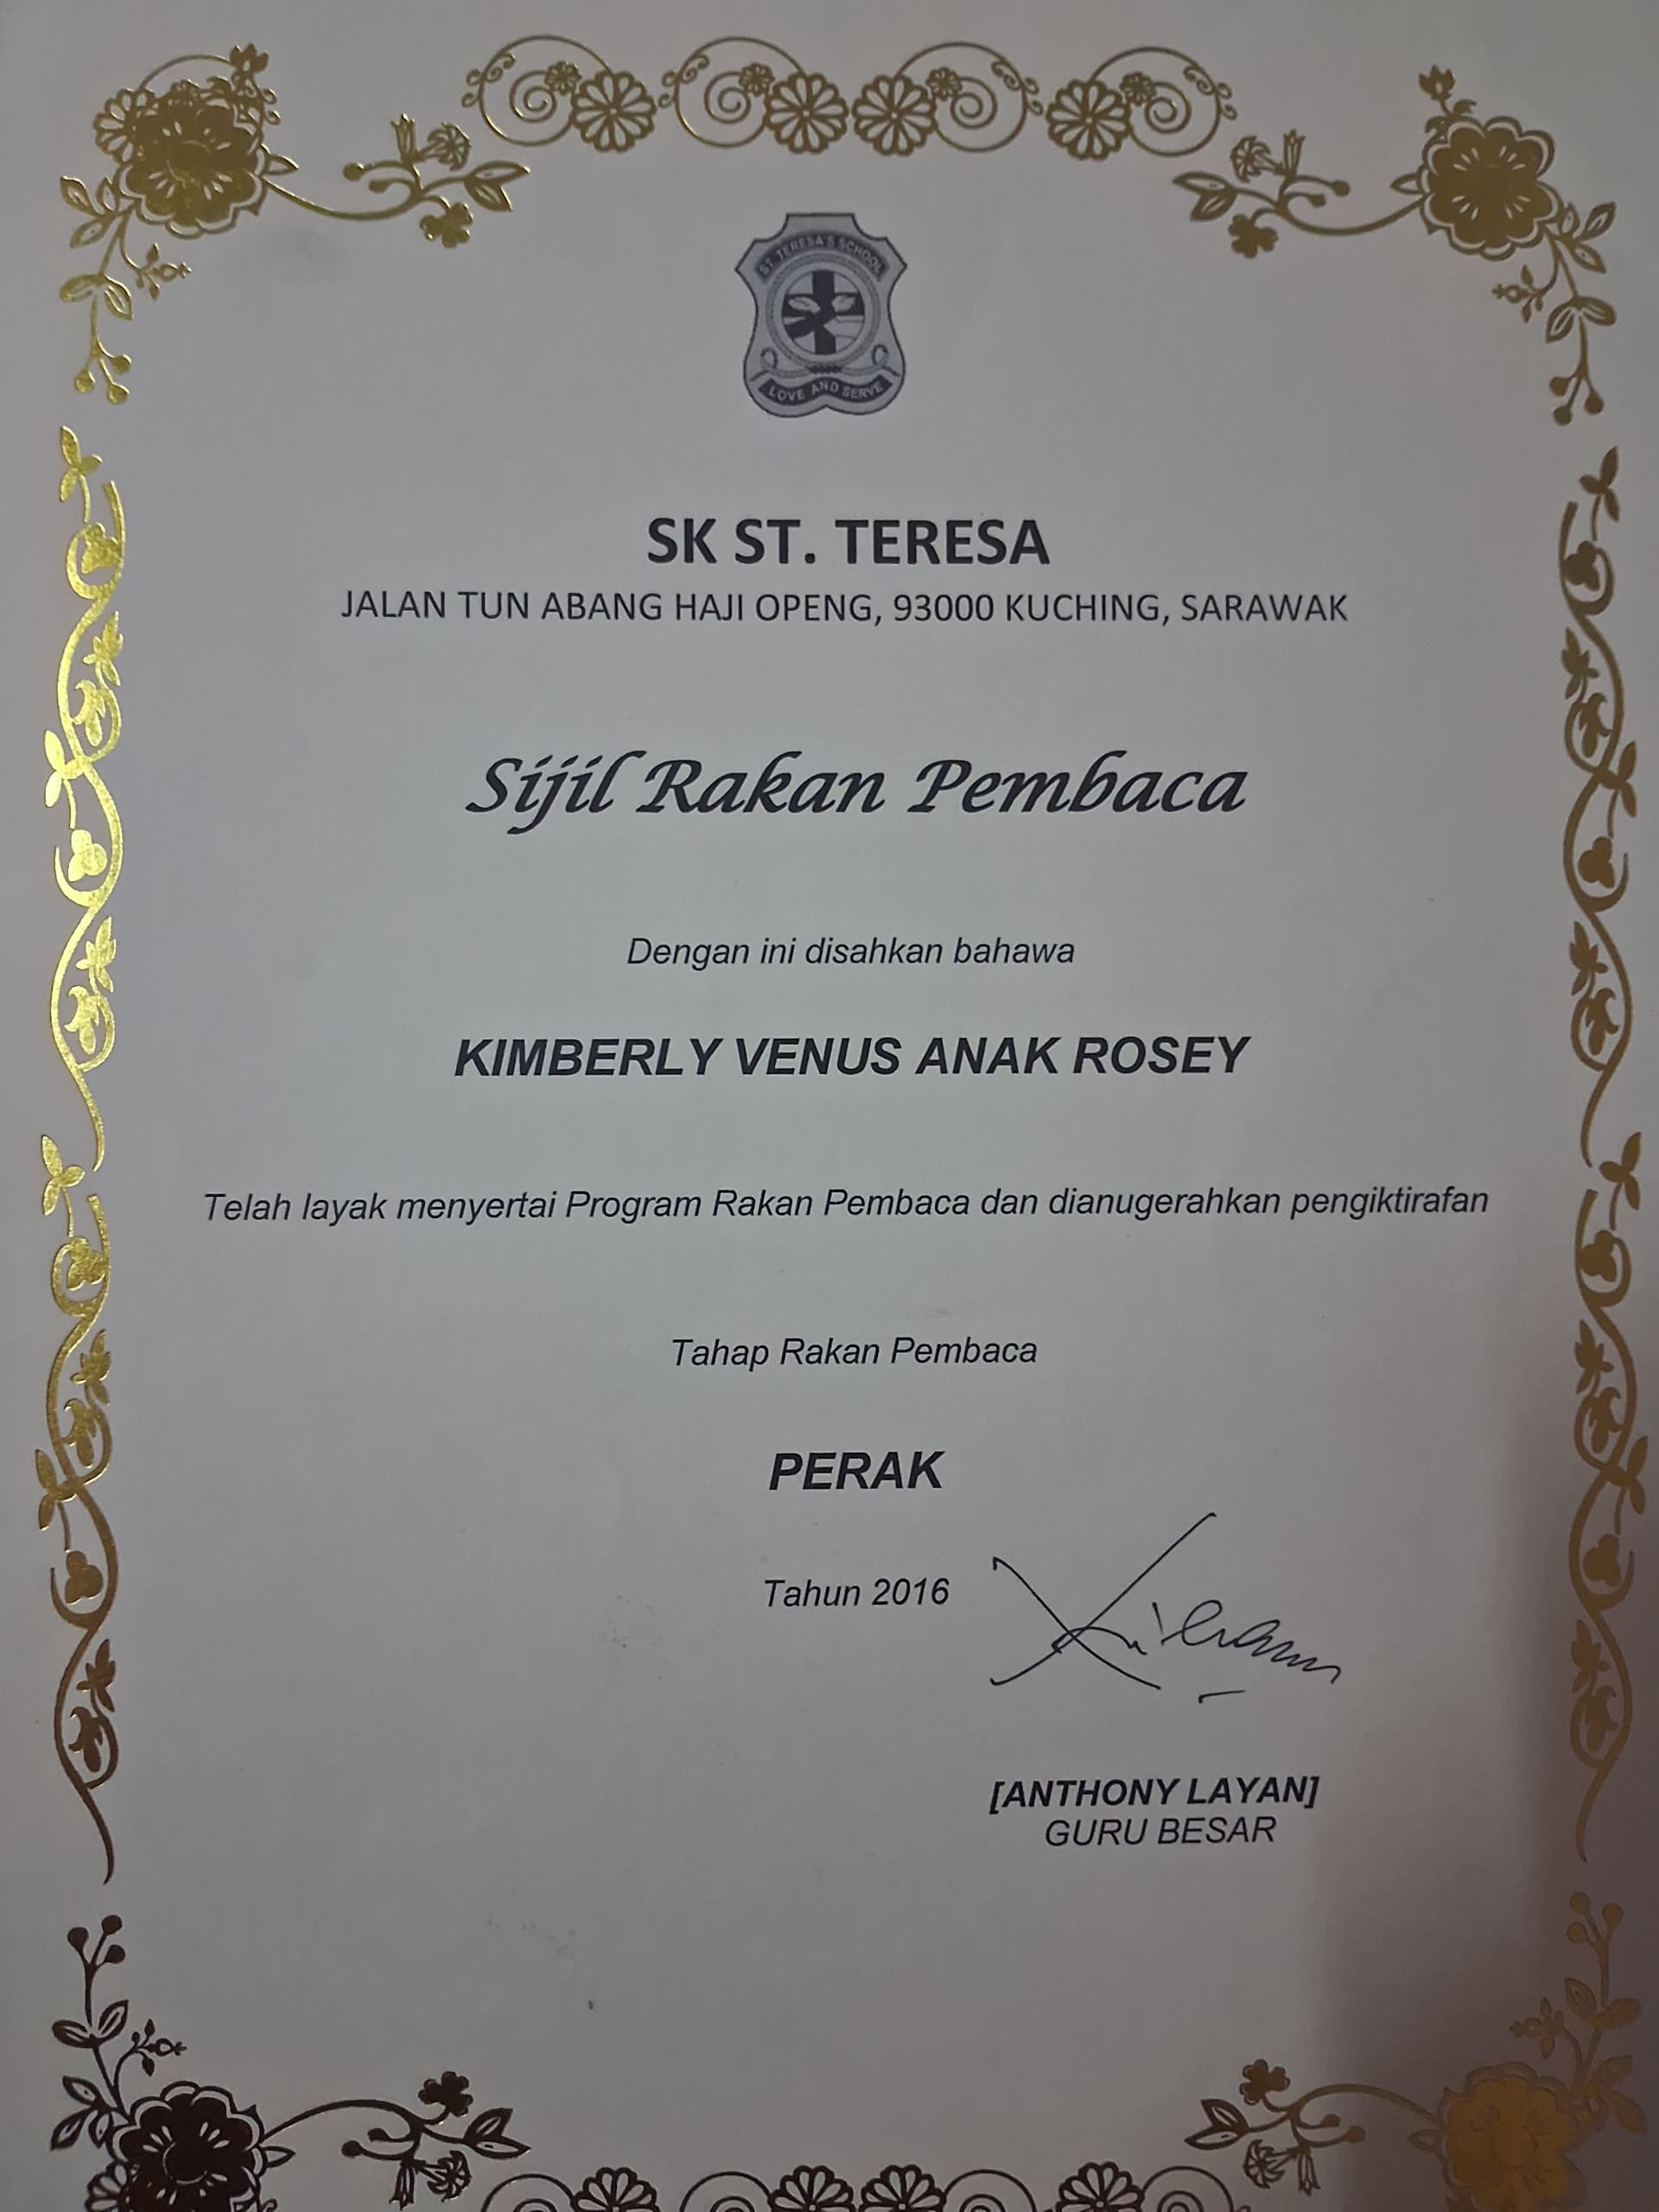 ST. TERESA'S SCHOOL
LOVE AND SERVE
SK ST. TERESA
JALAN TUN ABANG HAJI OPENG, 93000 KUCHING, SARAWAK
Sijil Rakan Pembaca
Dengan ini disahkan bahawa
KIMBERLY VENUS ANAK ROSEY
Telah layak menyertai Program Rakan Pembaca dan dianugerahkan pengiktirafan
Tahap Rakan Pembaca
PERAK
Tahun 2016
[ANTHONY LAYAN]
GURU BESAR